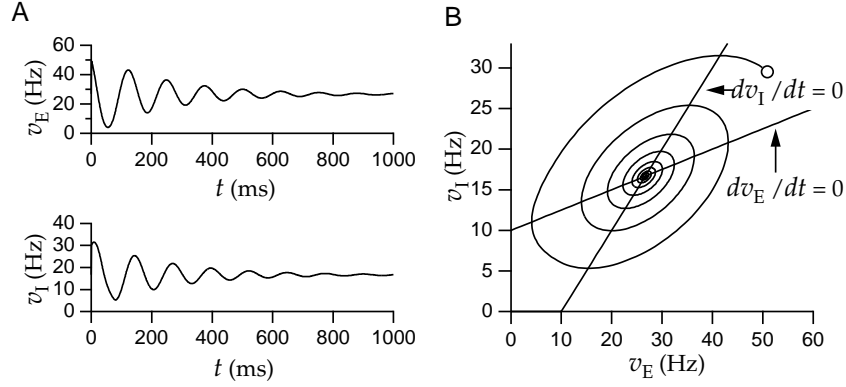 A
60
40
20
0
v_E (Hz)
0 200 400 600 800 1000
t (ms)
40
30
20
10
0
v_I (Hz)
0 200 400 600 800 1000
t (ms)
B
30
25
20
15
10
5
0
v_I (Hz)
dv_I /dt = 0
dv_E /dt = 0
0 10 20 30 40 50 60
v_E (Hz)